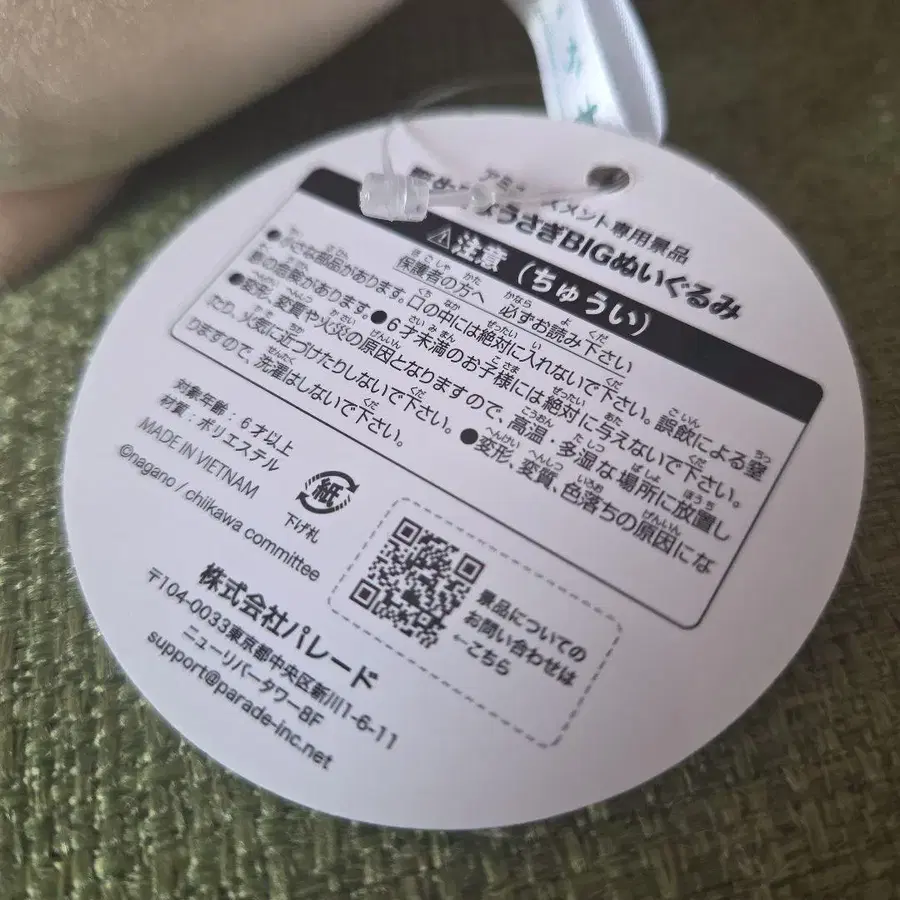 ズメント専用景品
うさぎBIGぬいぐるみ
⚠注意（ちゅうい）
保護者の方へ 必ずお読み下さい
●小さな部品があります。口の中には絶対に入れないで下さい。誤飲による窒
息の危険があります。●6才未満のお子様には絶対に与えないで下さい。
●変形、変質や火災の原因となりますので、高温・多湿な場所に放置し
たり、火気に近づけたりしないで下さい。●変形、変質、色落ちの原因にな
りますので、洗濯はしないで下さい。
対象年齢：6才以上
材質：ポリエステル
MADE IN VIETNAM
©nagano / chiikawa committee
紙
下げ札
景品についての
お問い合わせは
←こちら
株式会社パレード
〒104-0033東京都中央区新川1-6-11
ニューリバータワー8F
support@parade-inc.net